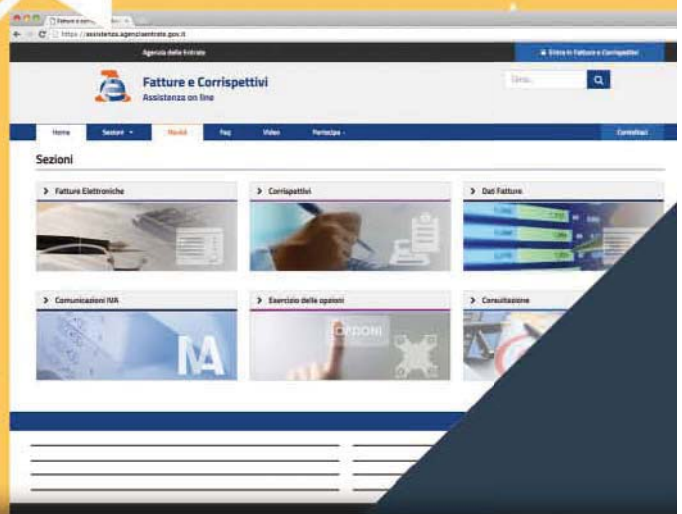 https://assistenza.agenziaentrate.gov.it
Agenzia delle Entrate
Entra in Fatture e Corrispettivi
Fatture e Corrispettivi
Assistenza on line
Cerca...
Home
Sezioni
Novità
Faq
Video
Partecipa
Contattaci
Sezioni
Fatture Elettroniche
Corrispettivi
Dati Fatture
Comunicazioni IVA
Esercizio delle opzioni
Consultazione
IVA
OPZIONI